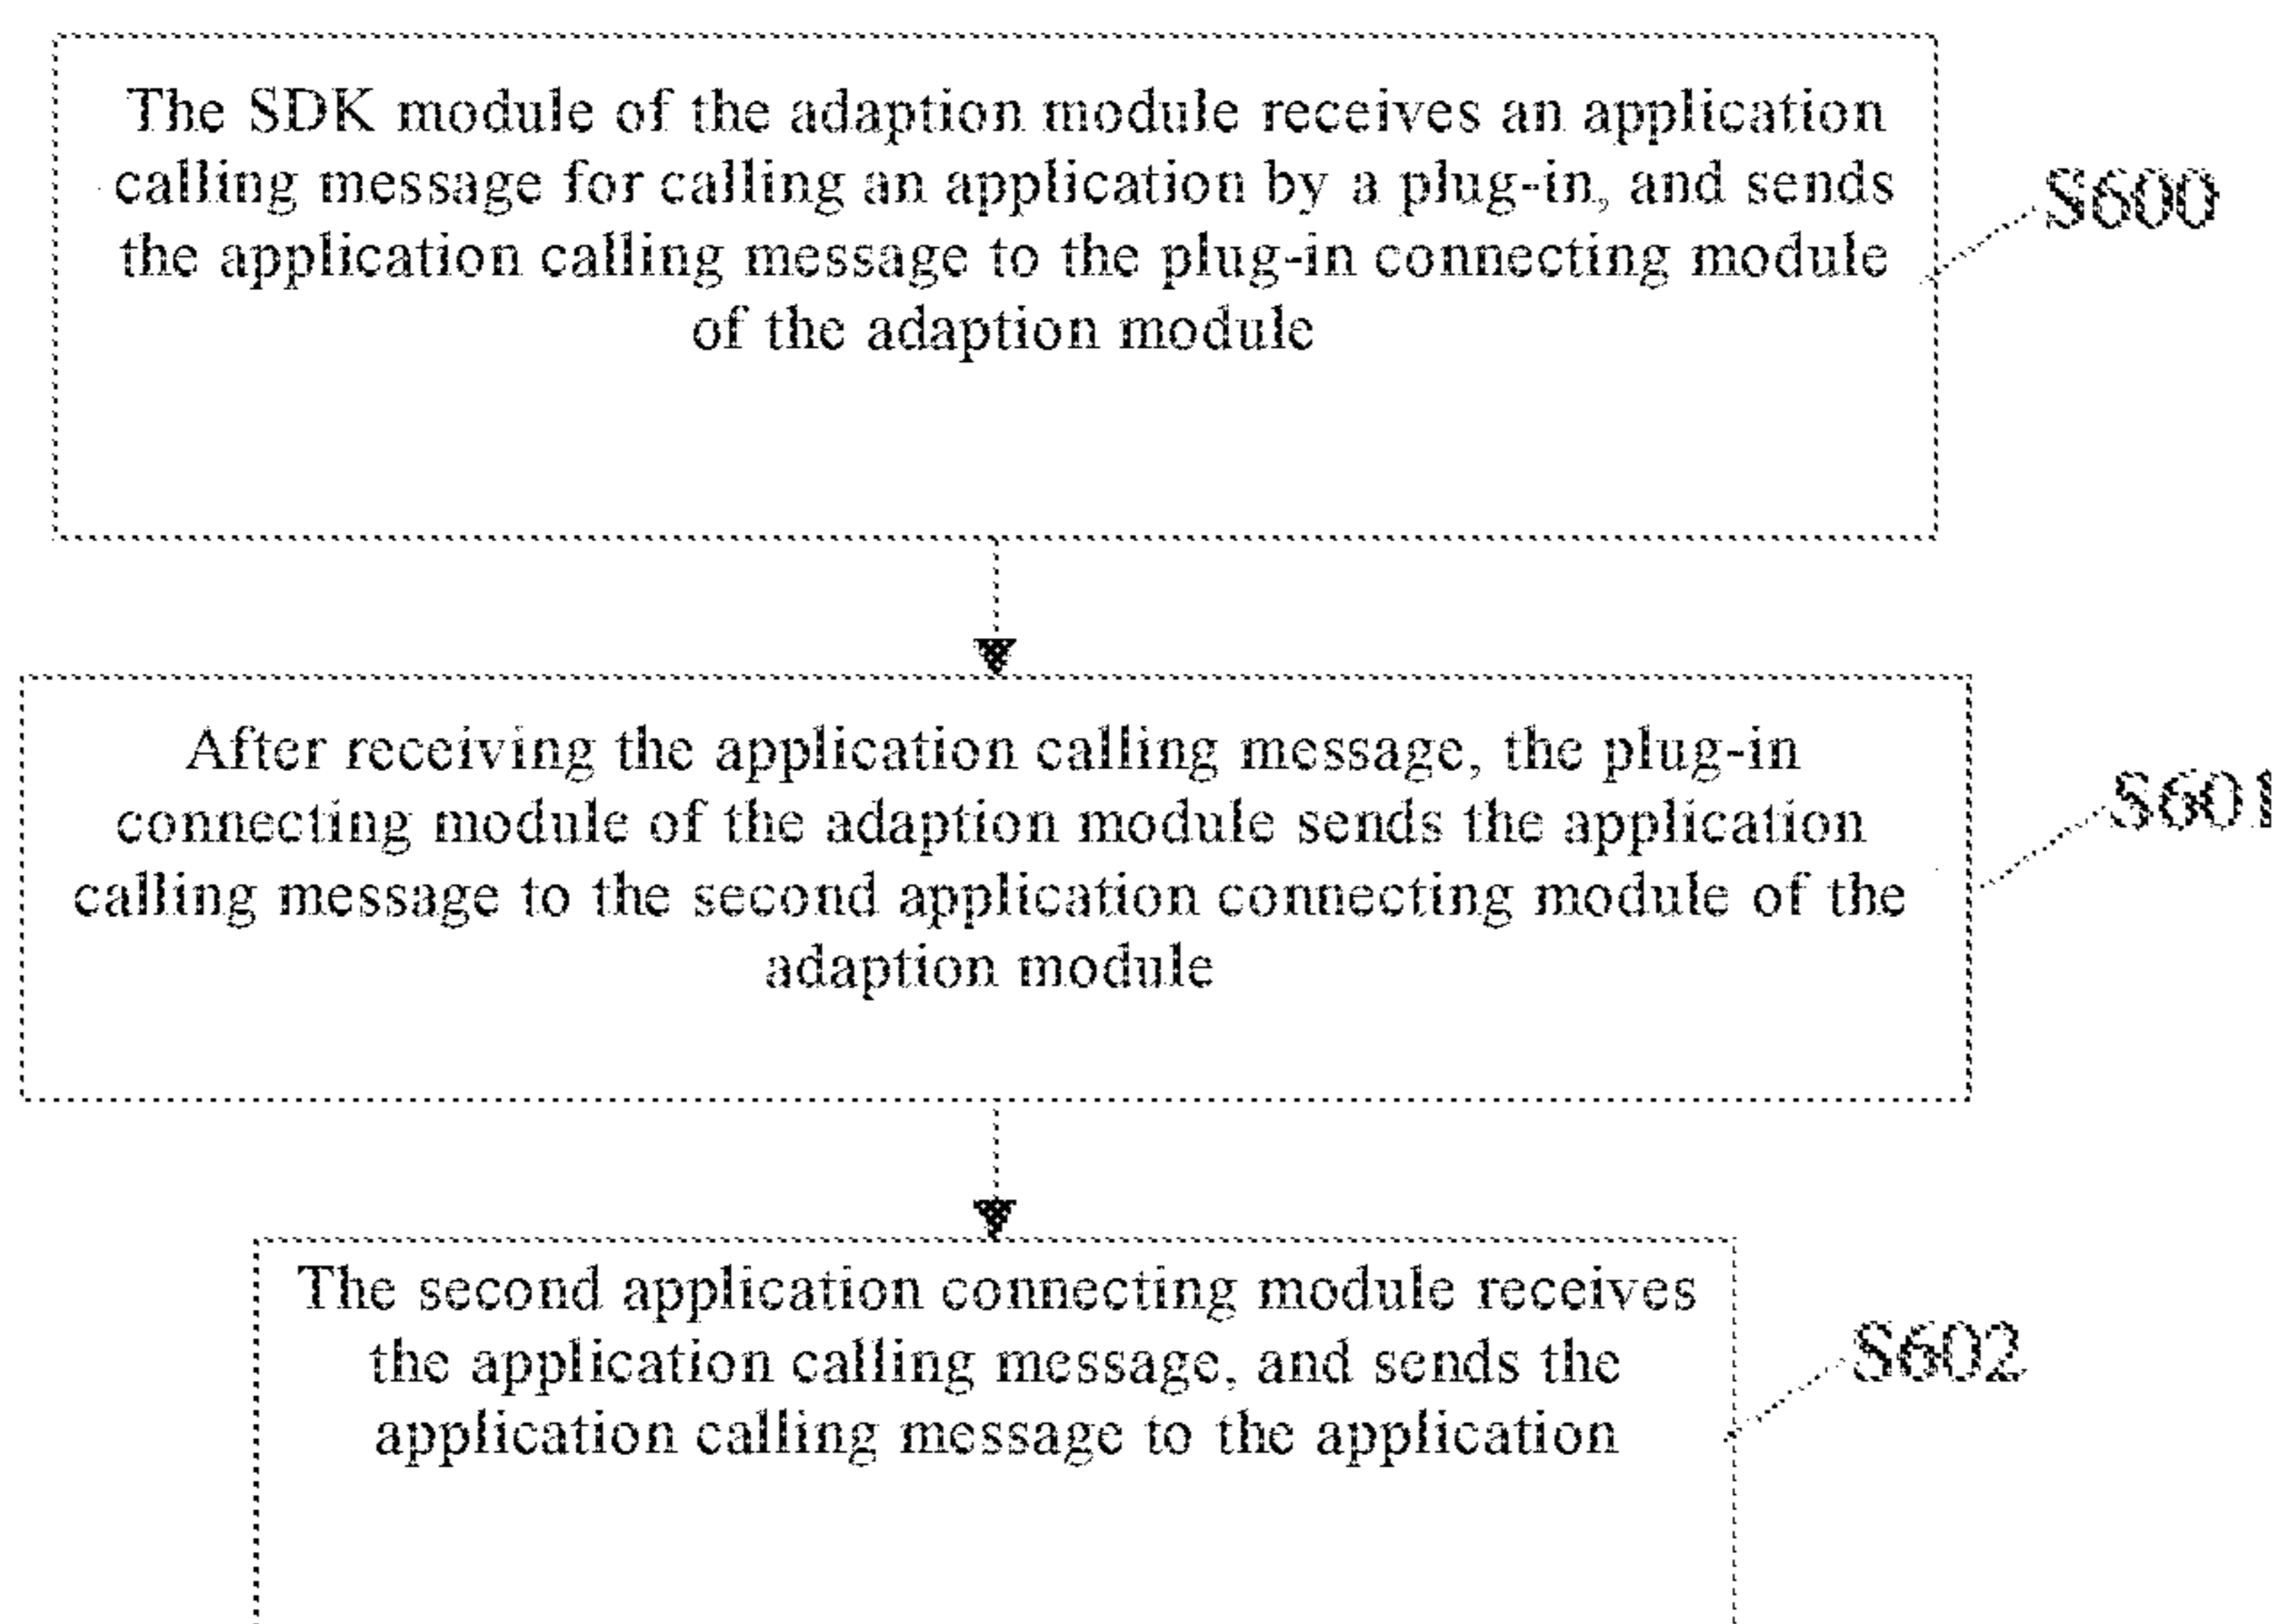 The SDK module of the adaption module receives an application
calling message for calling an application by a plug-in, and sends
the application calling message to the plug-in connecting module
of the adaption module
S600
After receiving the application calling message, the plug-in
connecting module of the adaption module sends the application
calling message to the second application connecting module of the
adaption module
S601
The second application connecting module receives
the application calling message, and sends the
application calling message to the application
S602